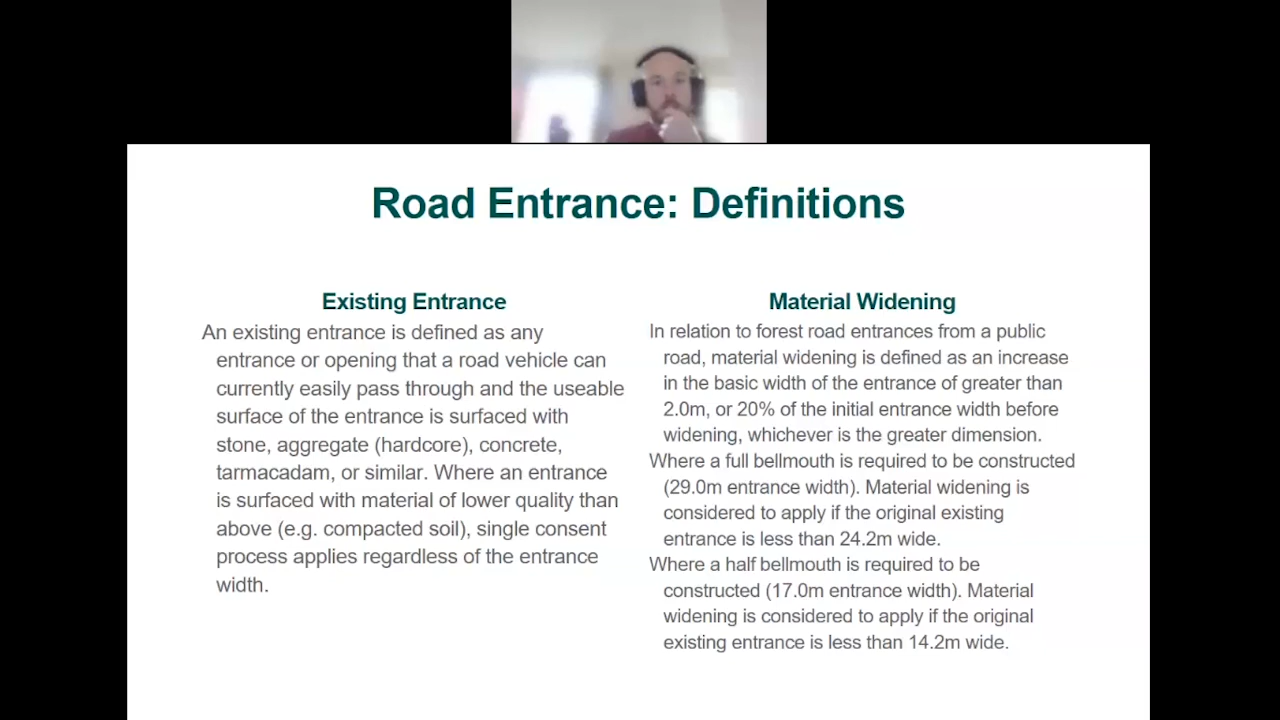 Road Entrance: Definitions
Existing Entrance
An existing entrance is defined as any
entrance or opening that a road vehicle can
currently easily pass through and the useable
surface of the entrance is surfaced with
stone, aggregate (hardcore), concrete,
tarmacadam, or similar. Where an entrance
is surfaced with material of lower quality than
above (e.g. compacted soil), single consent
process applies regardless of the entrance
width.
Material Widening
In relation to forest road entrances from a public
road, material widening is defined as an increase
in the basic width of the entrance of greater than
2.0m, or 20% of the initial entrance width before
widening, whichever is the greater dimension.
Where a full bellmouth is required to be constructed
(29.0m entrance width). Material widening is
considered to apply if the original existing
entrance is less than 24.2m wide.
Where a half bellmouth is required to be
constructed (17.0m entrance width). Material
widening is considered to apply if the original
existing entrance is less than 14.2m wide.